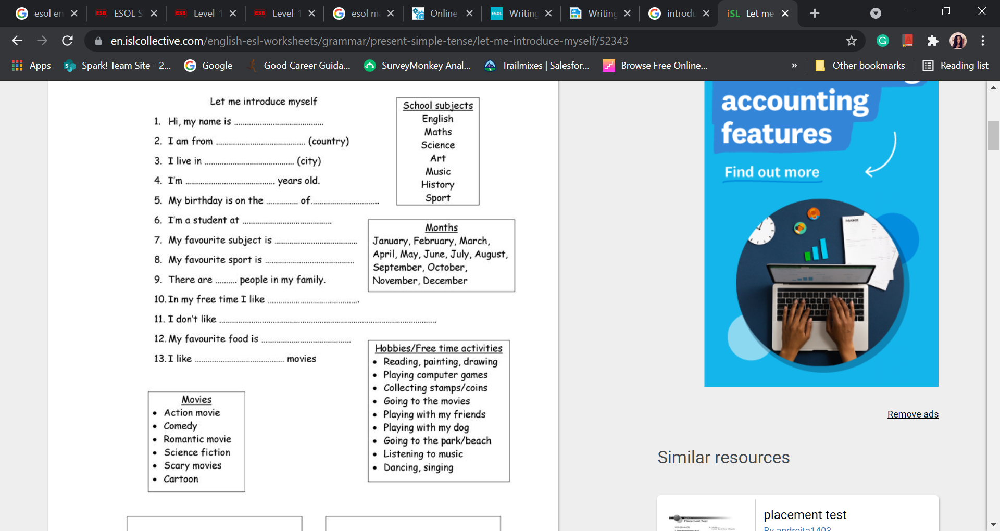 esol en
ESOL S
Level-1
Level-1
esol ma
Online
Writing
Writing
introdu
Let me
en.islcollective.com/english-esl-worksheets/grammar/present-simple-tense/let-me-introduce-myself/52343
Apps
Spark! Team Site - 2...
Google
Good Career Guida...
SurveyMonkey Anal...
Trailmixes | Salesfor...
Browse Free Online...
»
Other bookmarks
Reading list
Let me introduce myself
1. Hi, my name is ..........................................
2. I am from .......................................... (country)
3. I live in .......................................... (city)
4. I'm .......................................... years old.
5. My birthday is on the ............... of................................
6. I'm a student at ..........................................
7. My favourite subject is .......................................
8. My favourite sport is ..........................................
9. There are .......... people in my family.
10. In my free time I like ...........................................
11. I don't like ......................................................................................................
12. My favourite food is ..........................................
13. I like .......................................... movies
School subjects
English
Maths
Science
Art
Music
History
Sport
Months
January, February, March,
April, May, June, July, August,
September, October,
November, December
Hobbies/Free time activities
• Reading, painting, drawing
• Playing computer games
• Collecting stamps/coins
• Going to the movies
• Playing with my friends
• Playing with my dog
• Going to the park/beach
• Listening to music
• Dancing, singing
Movies
• Action movie
• Comedy
• Romantic movie
• Science fiction
• Scary movies
• Cartoon
accounting
features
Find out more
INVOICE
Remove ads
Similar resources
Placement Test
placement test
By androita1403